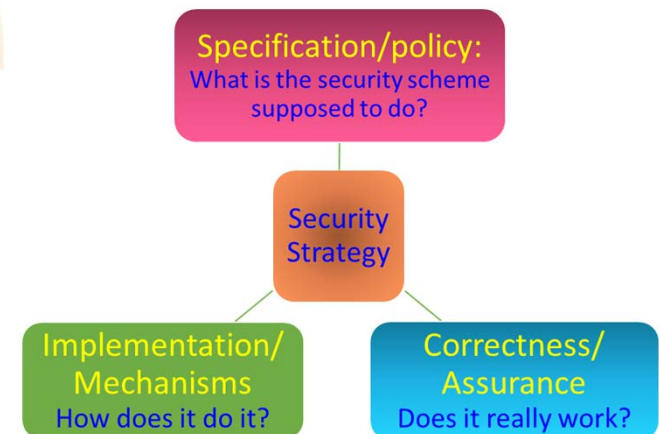 Specification/policy:
What is the security scheme
supposed to do?
Security
Strategy
Implementation/
Mechanisms
How does it do it?
Correctness/
Assurance
Does it really work?